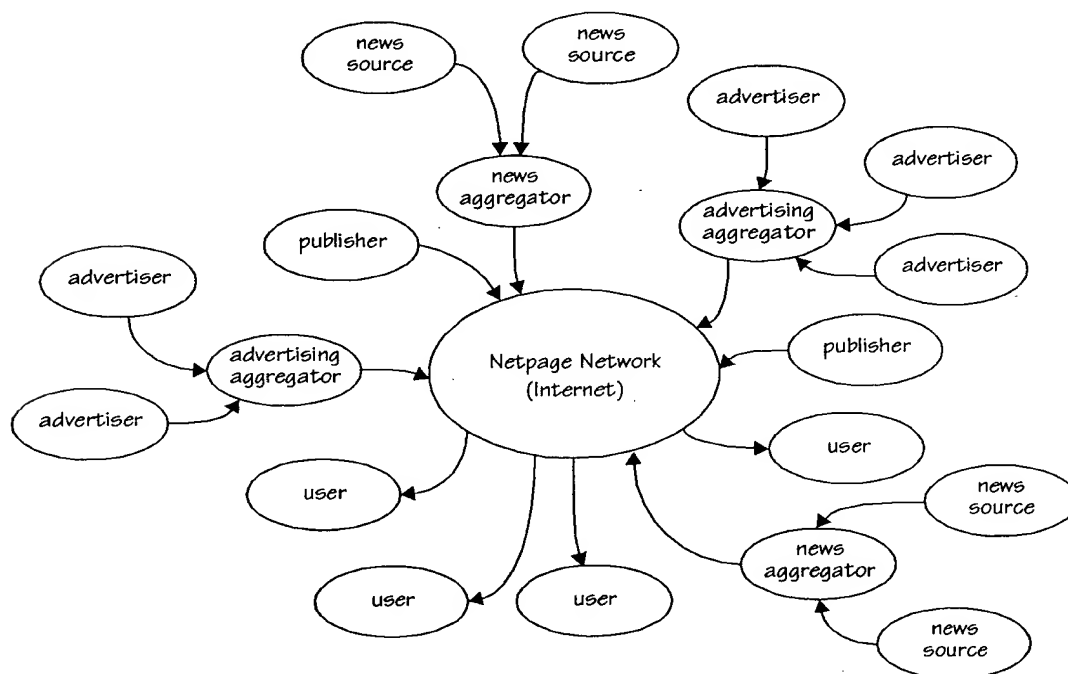 news
source
news
source
advertiser
advertiser
news
aggregator
advertising
aggregator
publisher
advertiser
advertiser
publisher
advertising
aggregator
Netpage Network
(Internet)
advertiser
user
user
news
source
news
aggregator
user
user
news
source